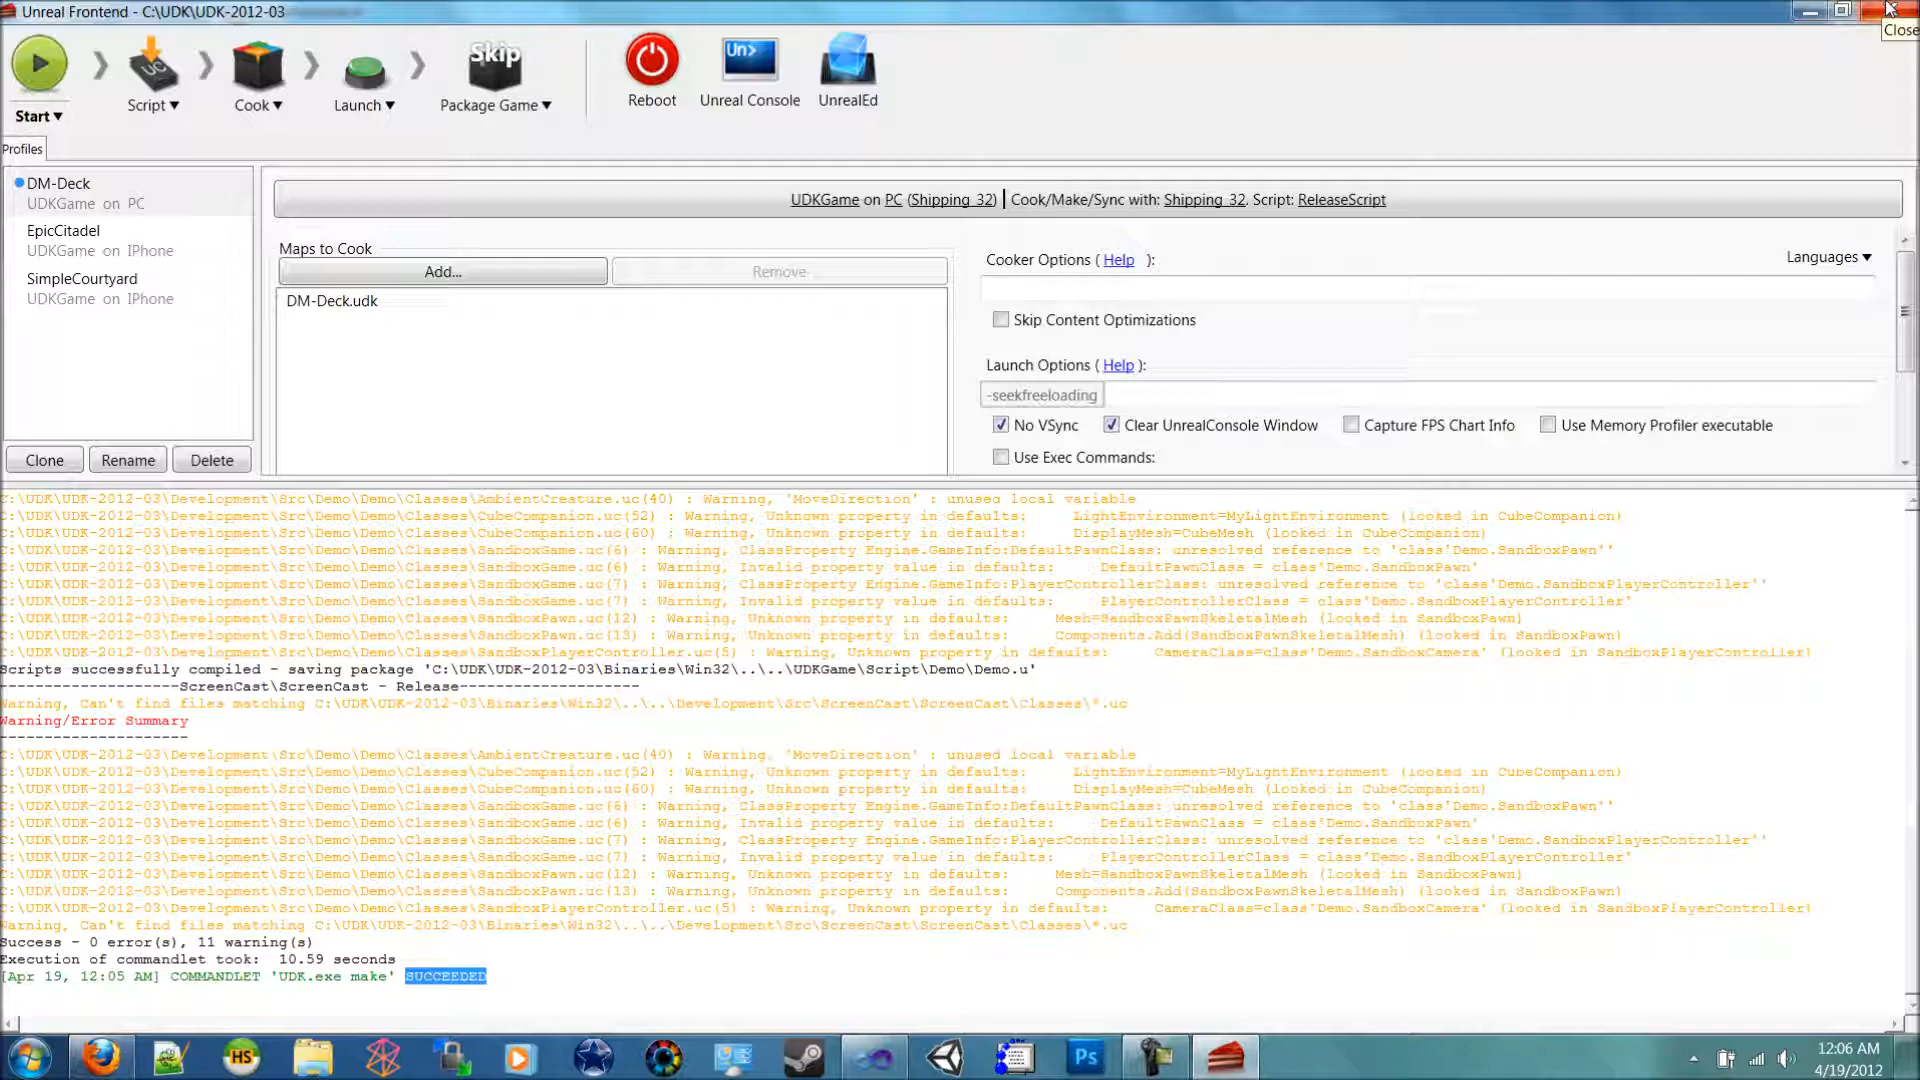 Unreal Frontend - C:\UDK\UDK-2012-03
Close
Start
Script
Cook
Launch
Skip
Package Game
Reboot
Un>
Unreal Console
UnrealEd
Profiles
DM-Deck
UDKGame on PC
EpicCitadel
UDKGame on IPhone
SimpleCourtyard
UDKGame on IPhone
Clone
Rename
Delete
UDKGame on PC (Shipping_32) | Cook/Make/Sync with: Shipping_32. Script: ReleaseScript
Maps to Cook
Add...
Remove
DM-Deck.udk
Cooker Options ( Help ):
Languages
Skip Content Optimizations
Launch Options ( Help ):
-seekfreeloading
No VSync
Clear UnrealConsole Window
Capture FPS Chart Info
Use Memory Profiler executable
Use Exec Commands:
C:\UDK\UDK-2012-03\Development\Src\Demo\Demo\Classes\AmbientCreature.uc(40) : Warning, 'MoveDirection' : unused local variable
C:\UDK\UDK-2012-03\Development\Src\Demo\Demo\Classes\CubeCompanion.uc(52) : Warning, Unknown property in defaults: LightEnvironment=MyLightEnvironment (looked in CubeCompanion)
C:\UDK\UDK-2012-03\Development\Src\Demo\Demo\Classes\CubeCompanion.uc(60) : Warning, Unknown property in defaults: DisplayMesh=CubeMesh (looked in CubeCompanion)
C:\UDK\UDK-2012-03\Development\Src\Demo\Demo\Classes\SandboxGame.uc(6) : Warning, ClassProperty Engine.GameInfo:DefaultPawnClass: unresolved reference to 'class'Demo.SandboxPawn''
C:\UDK\UDK-2012-03\Development\Src\Demo\Demo\Classes\SandboxGame.uc(6) : Warning, Invalid property value in defaults: DefaultPawnClass = class'Demo.SandboxPawn'
C:\UDK\UDK-2012-03\Development\Src\Demo\Demo\Classes\SandboxGame.uc(7) : Warning, ClassProperty Engine.GameInfo:PlayerControllerClass: unresolved reference to 'class'Demo.SandboxPlayerController''
C:\UDK\UDK-2012-03\Development\Src\Demo\Demo\Classes\SandboxGame.uc(7) : Warning, Invalid property value in defaults: PlayerControllerClass = class'Demo.SandboxPlayerController'
C:\UDK\UDK-2012-03\Development\Src\Demo\Demo\Classes\SandboxPawn.uc(12) : Warning, Unknown property in defaults: Mesh=SandboxPawnSkeletalMesh (looked in SandboxPawn)
C:\UDK\UDK-2012-03\Development\Src\Demo\Demo\Classes\SandboxPawn.uc(13) : Warning, Unknown property in defaults: Components.Add(SandboxPawnSkeletalMesh) (looked in SandboxPawn)
C:\UDK\UDK-2012-03\Development\Src\Demo\Demo\Classes\SandboxPlayerController.uc(5) : Warning, Unknown property in defaults: CameraClass=class'Demo.SandboxCamera' (looked in SandboxPlayerController)
Scripts successfully compiled - saving package 'C:\UDK\UDK-2012-03\Binaries\Win32\..\..\UDKGame\Script\Demo\Demo.u'
--------------------ScreenCast\ScreenCast - Release--------------------
Warning, Can't find files matching C:\UDK\UDK-2012-03\Binaries\Win32\..\..\Development\Src\ScreenCast\ScreenCast\Classes\*.uc
Warning/Error Summary
---------------------
C:\UDK\UDK-2012-03\Development\Src\Demo\Demo\Classes\AmbientCreature.uc(40) : Warning, 'MoveDirection' : unused local variable
C:\UDK\UDK-2012-03\Development\Src\Demo\Demo\Classes\CubeCompanion.uc(52) : Warning, Unknown property in defaults: LightEnvironment=MyLightEnvironment (looked in CubeCompanion)
C:\UDK\UDK-2012-03\Development\Src\Demo\Demo\Classes\CubeCompanion.uc(60) : Warning, Unknown property in defaults: DisplayMesh=CubeMesh (looked in CubeCompanion)
C:\UDK\UDK-2012-03\Development\Src\Demo\Demo\Classes\SandboxGame.uc(6) : Warning, ClassProperty Engine.GameInfo:DefaultPawnClass: unresolved reference to 'class'Demo.SandboxPawn''
C:\UDK\UDK-2012-03\Development\Src\Demo\Demo\Classes\SandboxGame.uc(6) : Warning, Invalid property value in defaults: DefaultPawnClass = class'Demo.SandboxPawn'
C:\UDK\UDK-2012-03\Development\Src\Demo\Demo\Classes\SandboxGame.uc(7) : Warning, ClassProperty Engine.GameInfo:PlayerControllerClass: unresolved reference to 'class'Demo.SandboxPlayerController''
C:\UDK\UDK-2012-03\Development\Src\Demo\Demo\Classes\SandboxGame.uc(7) : Warning, Invalid property value in defaults: PlayerControllerClass = class'Demo.SandboxPlayerController'
C:\UDK\UDK-2012-03\Development\Src\Demo\Demo\Classes\SandboxPawn.uc(12) : Warning, Unknown property in defaults: Mesh=SandboxPawnSkeletalMesh (looked in SandboxPawn)
C:\UDK\UDK-2012-03\Development\Src\Demo\Demo\Classes\SandboxPawn.uc(13) : Warning, Unknown property in defaults: Components.Add(SandboxPawnSkeletalMesh) (looked in SandboxPawn)
C:\UDK\UDK-2012-03\Development\Src\Demo\Demo\Classes\SandboxPlayerController.uc(5) : Warning, Unknown property in defaults: CameraClass=class'Demo.SandboxCamera' (looked in SandboxPlayerController)
Warning, Can't find files matching C:\UDK\UDK-2012-03\Binaries\Win32\..\..\Development\Src\ScreenCast\ScreenCast\Classes\*.uc
Success - 0 error(s), 11 warning(s)
Execution of commandlet took: 10.59 seconds
[Apr 19, 12:05 AM] COMMANDLET 'UDK.exe make' SUCCEEDED
HS
Ps
12:06 AM
4/19/2012